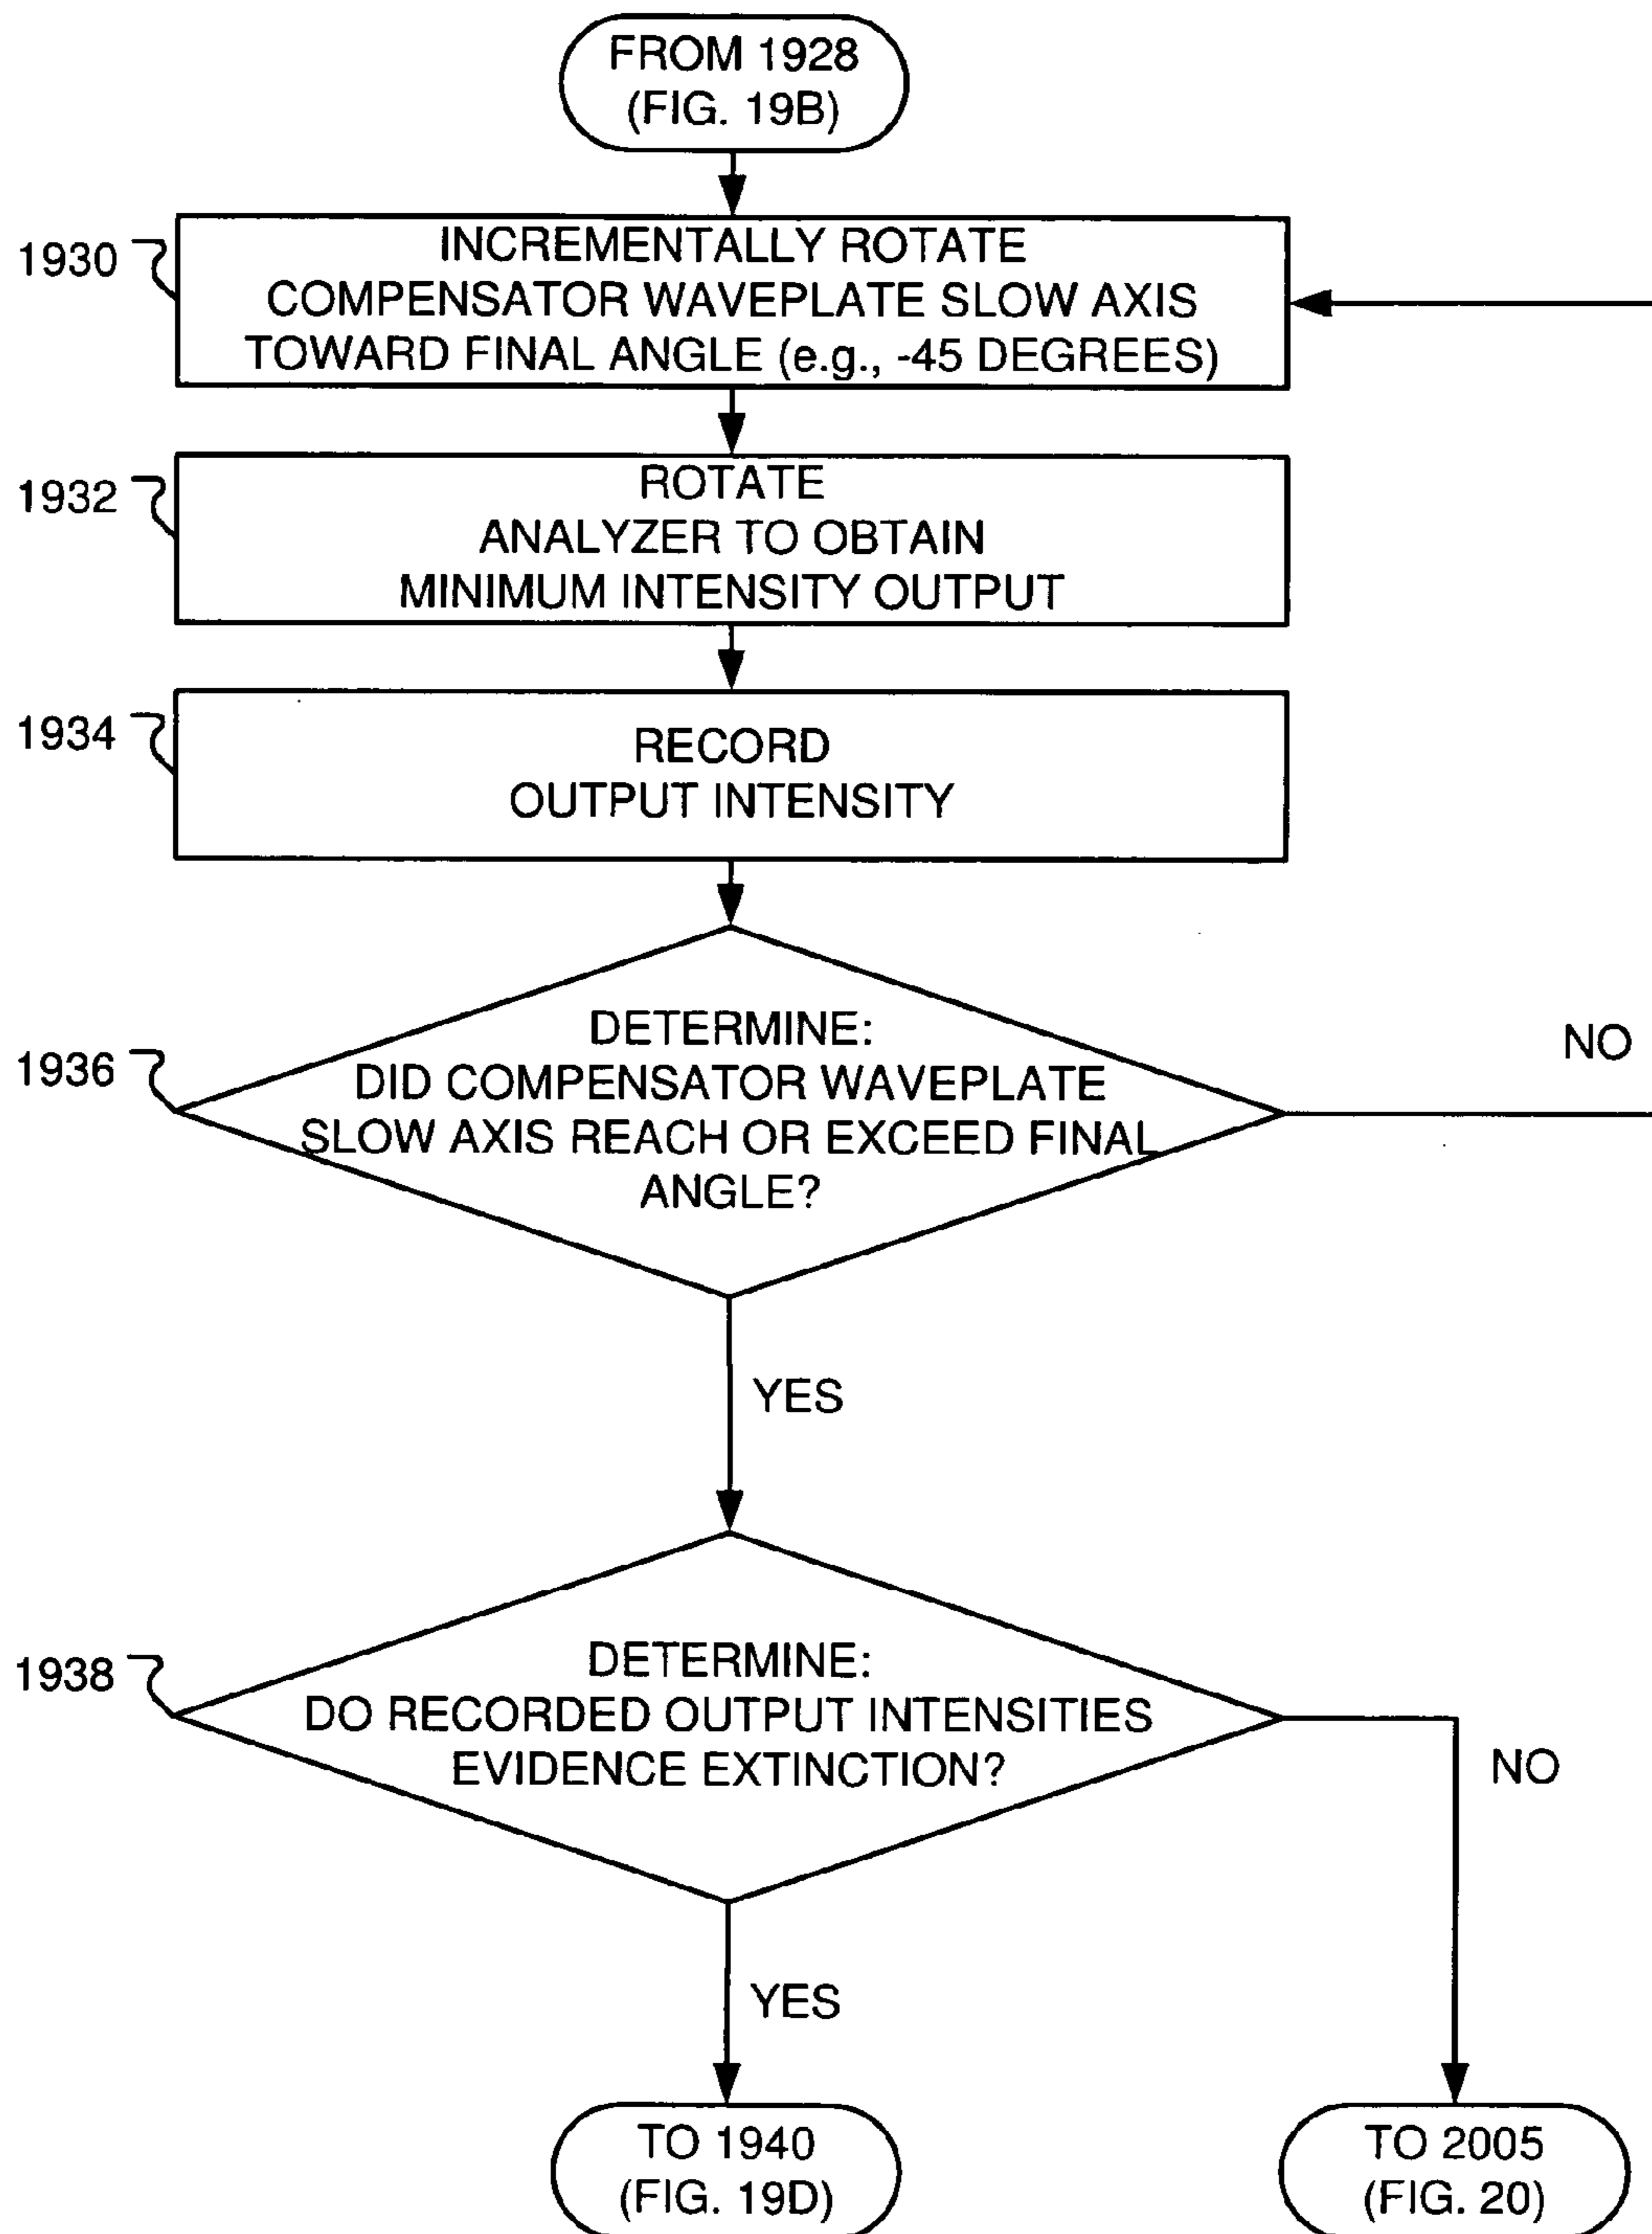 FROM 1928
(FIG. 19B)
1930
INCREMENTALLY ROTATE
COMPENSATOR WAVEPLATE SLOW AXIS
TOWARD FINAL ANGLE (e.g., -45 DEGREES)
1932
ROTATE
ANALYZER TO OBTAIN
MINIMUM INTENSITY OUTPUT
1934
RECORD
OUTPUT INTENSITY
1936
DETERMINE:
DID COMPENSATOR WAVEPLATE
SLOW AXIS REACH OR EXCEED FINAL
ANGLE?
NO
YES
1938
DETERMINE:
DO RECORDED OUTPUT INTENSITIES
EVIDENCE EXTINCTION?
NO
YES
TO 1940
(FIG. 19D)
TO 2005
(FIG. 20)